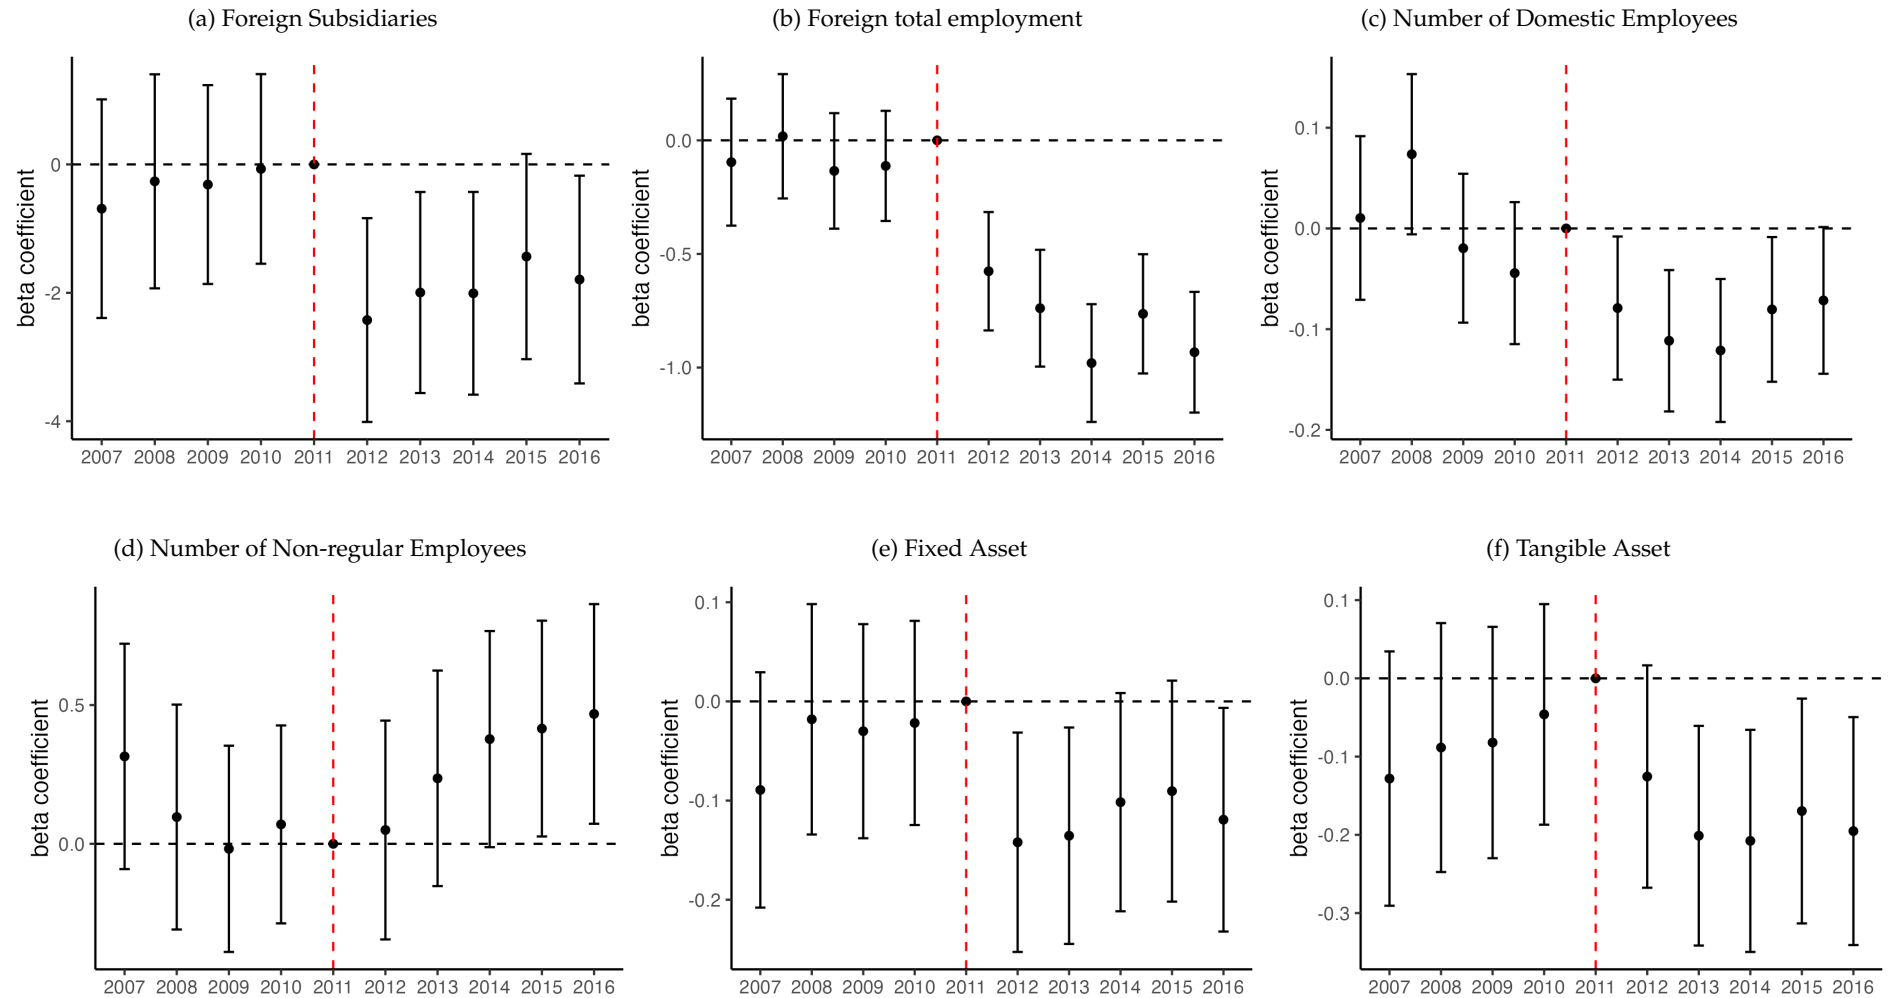 (a) Foreign Subsidiaries
beta coefficient
0
-2
-4
2007 2008 2009 2010 2011 2012 2013 2014 2015 2016
(b) Foreign total employment
beta coefficient
0.0
-0.5
-1.0
2007 2008 2009 2010 2011 2012 2013 2014 2015 2016
(c) Number of Domestic Employees
beta coefficient
0.1
0.0
-0.1
-0.2
2007 2008 2009 2010 2011 2012 2013 2014 2015 2016
(d) Number of Non-regular Employees
beta coefficient
0.5
0.0
2007 2008 2009 2010 2011 2012 2013 2014 2015 2016
(e) Fixed Asset
beta coefficient
0.1
0.0
-0.1
-0.2
2007 2008 2009 2010 2011 2012 2013 2014 2015 2016
(f) Tangible Asset
beta coefficient
0.1
0.0
-0.1
-0.2
-0.3
2007 2008 2009 2010 2011 2012 2013 2014 2015 2016